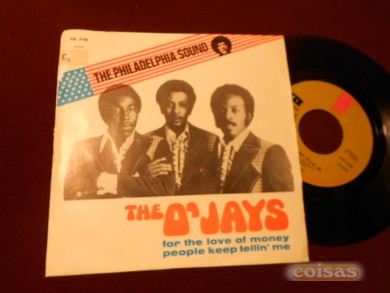 THE PHILADELPHIA SOUND
THE O'JAYS
for the love of money
people keep tellin' me
coisas